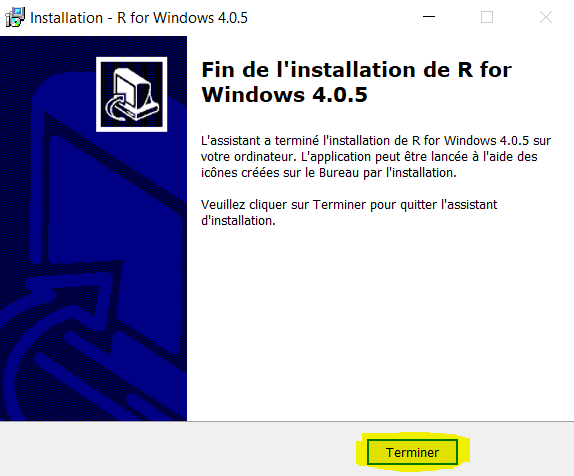 Installation - R for Windows 4.0.5
Fin de l'installation de R for
Windows 4.0.5
L'assistant a terminé l'installation de R for Windows 4.0.5 sur
votre ordinateur. L'application peut être lancée à l'aide des
icônes créées sur le Bureau par l'installation.
Veuillez cliquer sur Terminer pour quitter l'assistant
d'installation.
Terminer